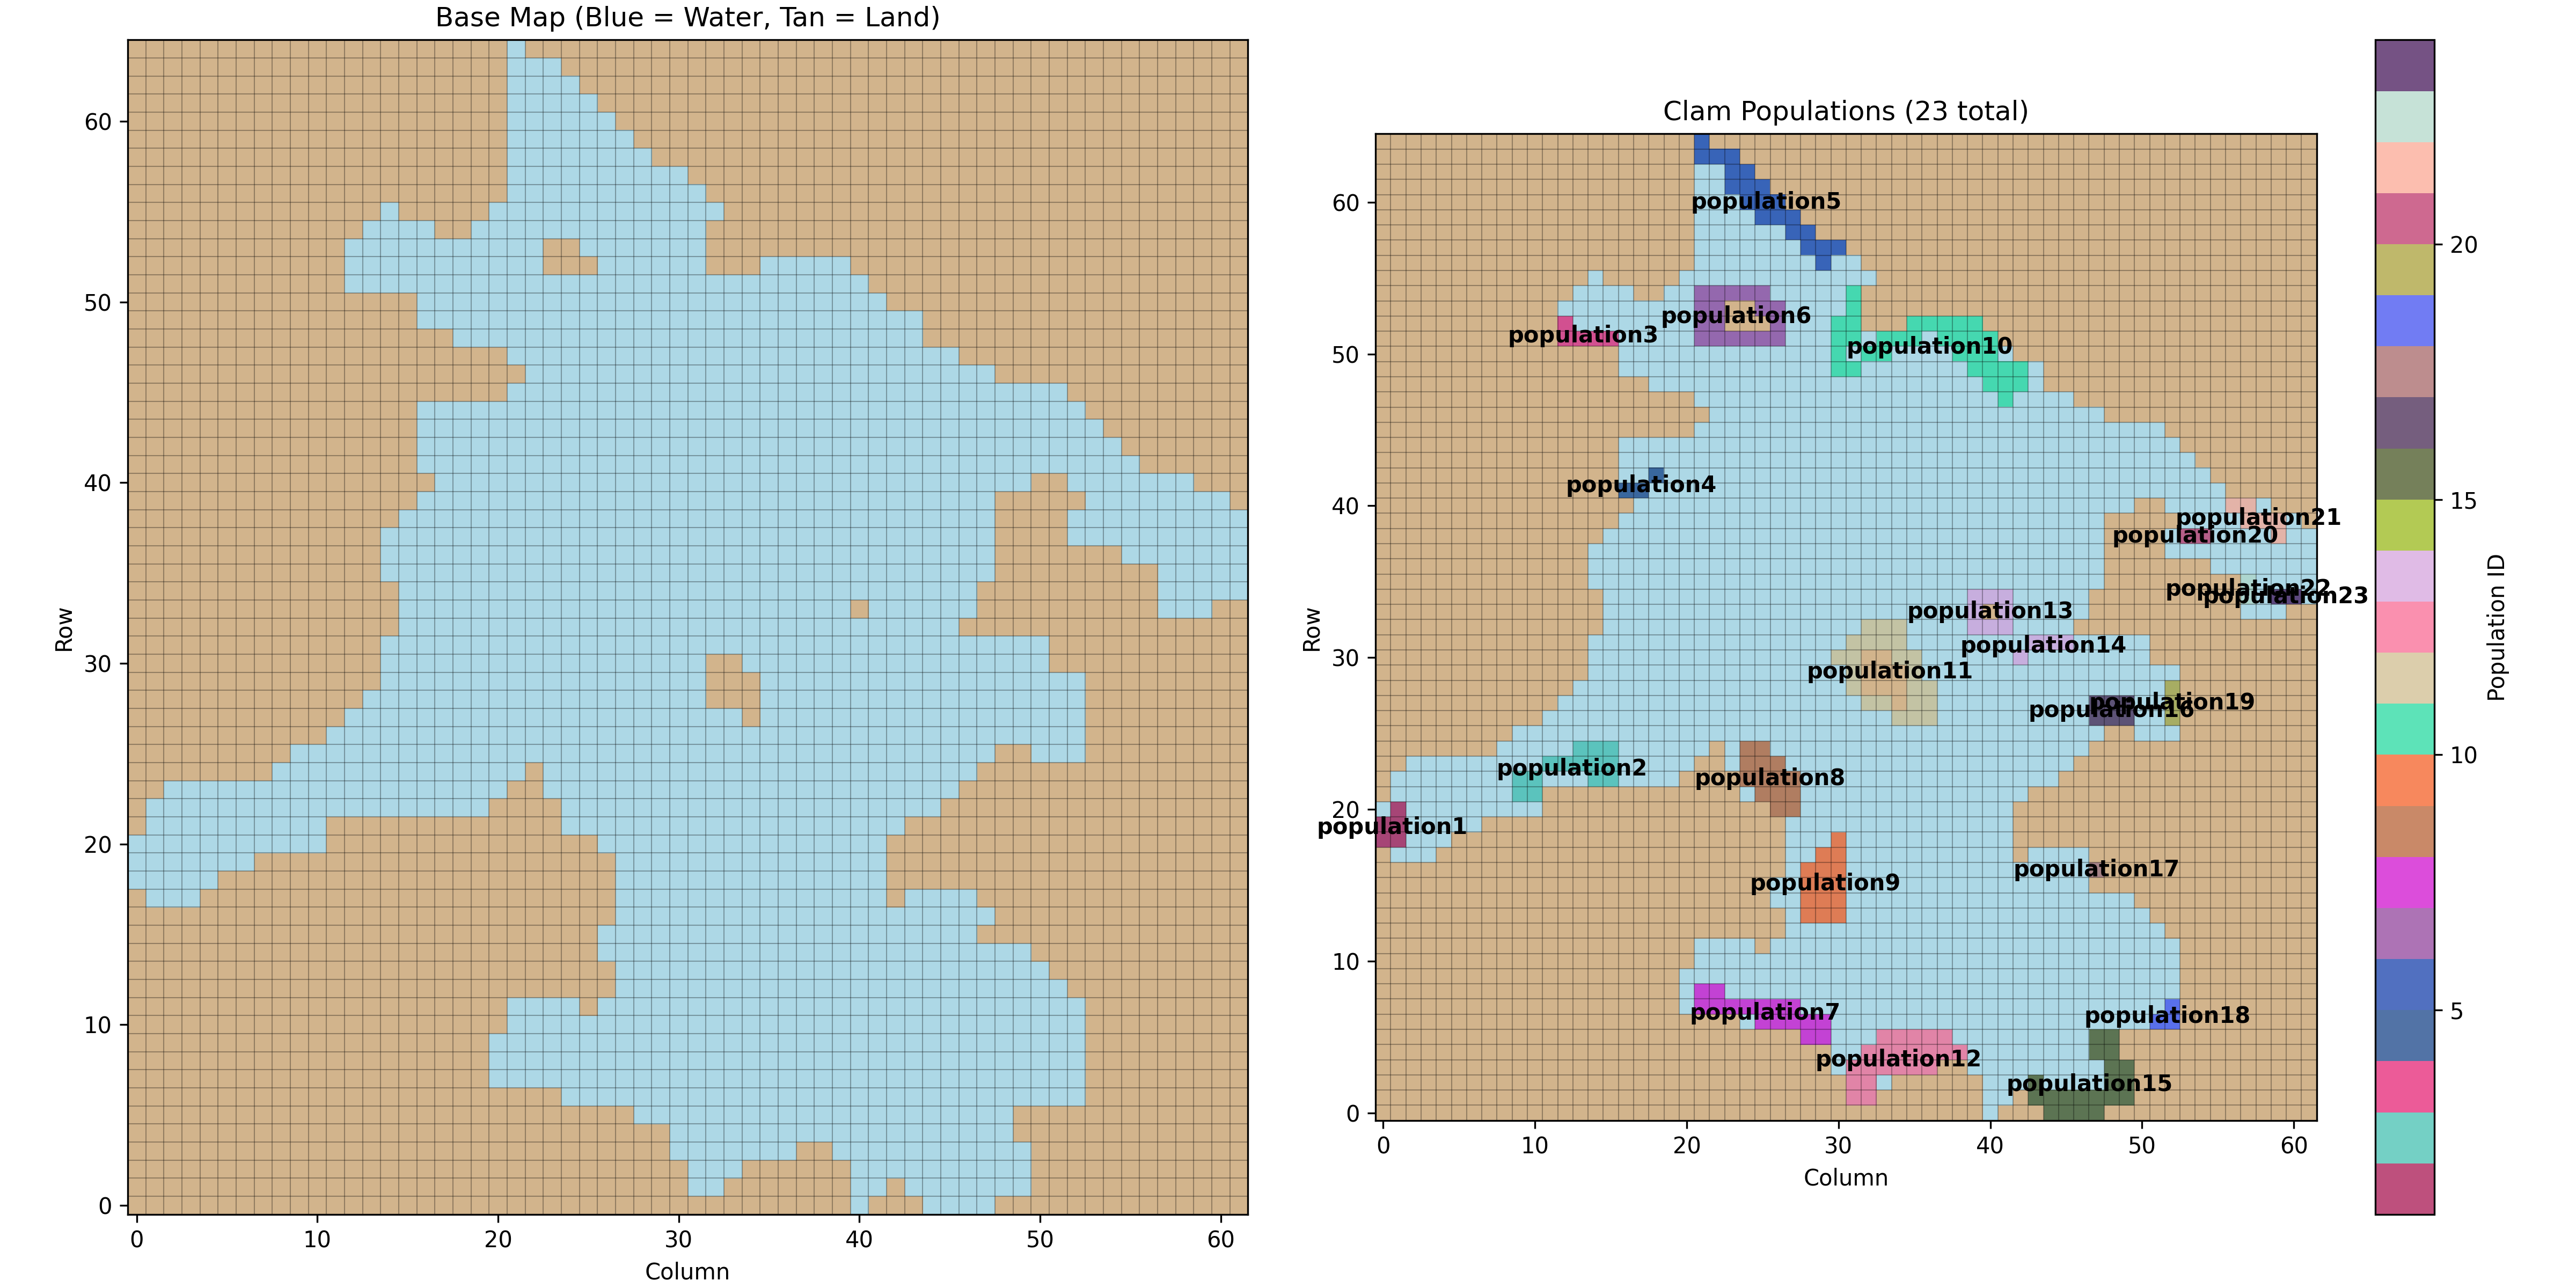 Base Map (Blue = Water, Tan = Land)
60
50
40
30
20
10
0
Row
0 10 20 30 40 50 60
Column
Clam Populations (23 total)
60
50
40
30
20
10
0
Row
population5
population6
population3
population10
population4
population21
population20
population22
population23
population13
population14
population11
population19
population16
population2
population8
population1
population17
population9
population7
population18
population12
population15
0 10 20 30 40 50 60
Column
20
15
10
5
Population ID